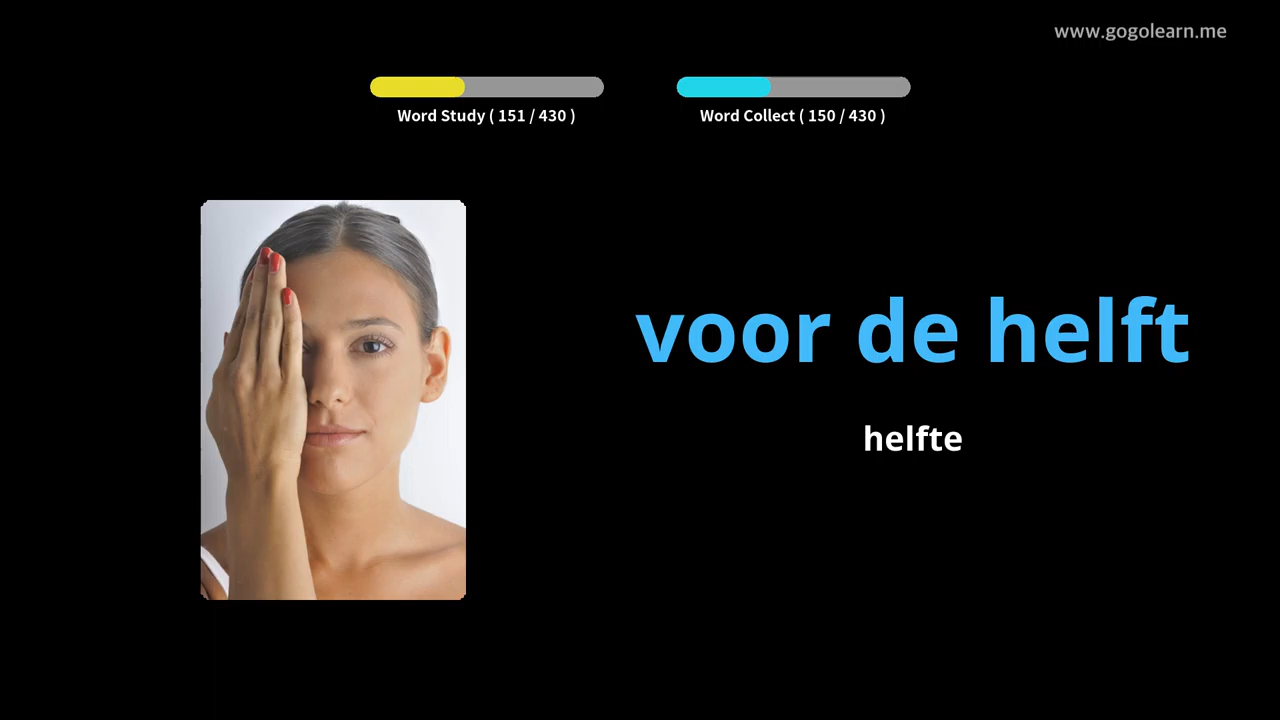 www.gogolearn.me
Word Study ( 151 / 430 )
Word Collect ( 150 / 430 )
voor de helft
helfte